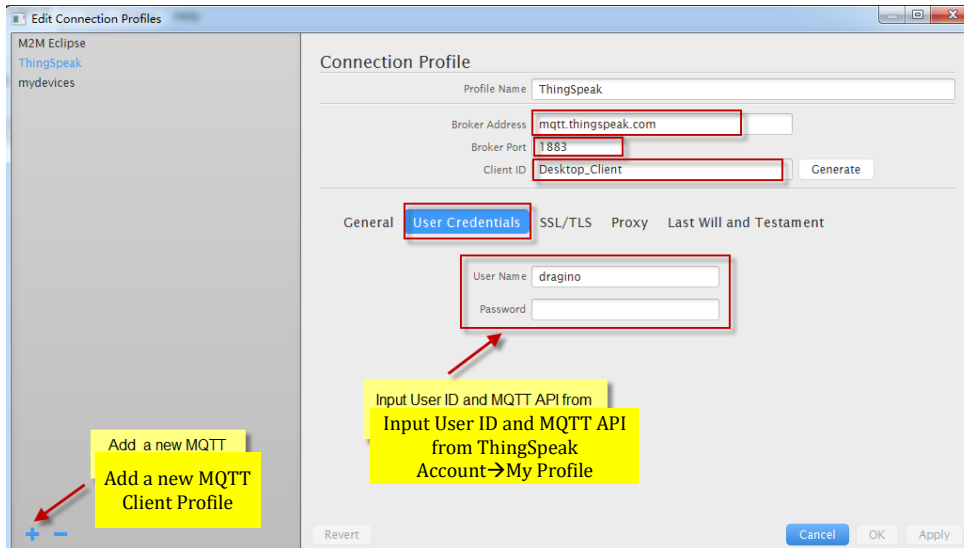 Edit Connection Profiles
M2M Eclipse
ThingSpeak
mydevices
Connection Profile
Profile Name ThingSpeak
Broker Address mqtt.thingspeak.com
Broker Port 1883
Client ID Desktop_Client Generate
General User Credentials SSL/TLS Proxy Last Will and Testament
User Name dragino
Password
Input User ID and MQTT API from
Input User ID and MQTT API
from ThingSpeak
Account→My Profile
Add a new MQTT
Add a new MQTT
Client Profile
+ −
Revert Cancel OK Apply